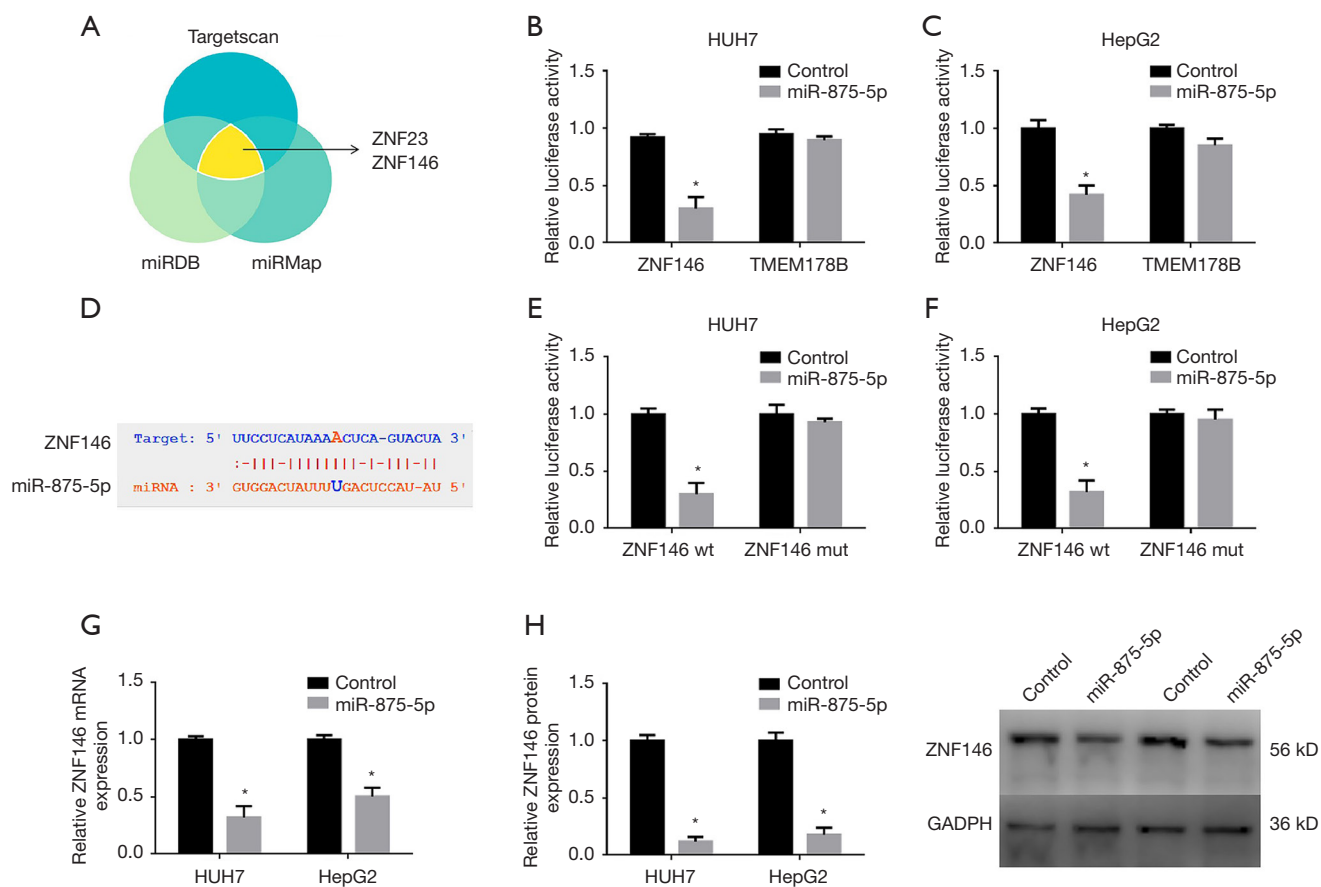 A
Targetscan
ZNF23
ZNF146
miRDB
miRMap
B
HUH7
Relative luciferase activity
1.5
1.0
0.5
0.0
Control
miR-875-5p
*
ZNF146
TMEM178B
C
HepG2
Relative luciferase activity
1.5
1.0
0.5
0.0
Control
miR-875-5p
*
ZNF146
TMEM178B
D
ZNF146
Target: 5' UUCCUCAUAAAACUCA-GUACUA 3'
:-|||-||||||||-|-|||-||
miR-875-5p
miRNA : 3' GUGGACUAUUUUGACUCCAU-AU 5'
E
HUH7
Relative luciferase activity
1.5
1.0
0.5
0.0
Control
miR-875-5p
*
ZNF146 wt
ZNF146 mut
F
HepG2
Relative luciferase activity
1.5
1.0
0.5
0.0
Control
miR-875-5p
*
ZNF146 wt
ZNF146 mut
G
Relative ZNF146 mRNA
expression
1.5
1.0
0.5
0.0
Control
miR-875-5p
*
*
HUH7
HepG2
H
Relative ZNF146 protein
expression
1.5
1.0
0.5
0.0
Control
miR-875-5p
*
*
HUH7
HepG2
Control
miR-875-5p
Control
miR-875-5p
ZNF146
56 kD
GADPH
36 kD